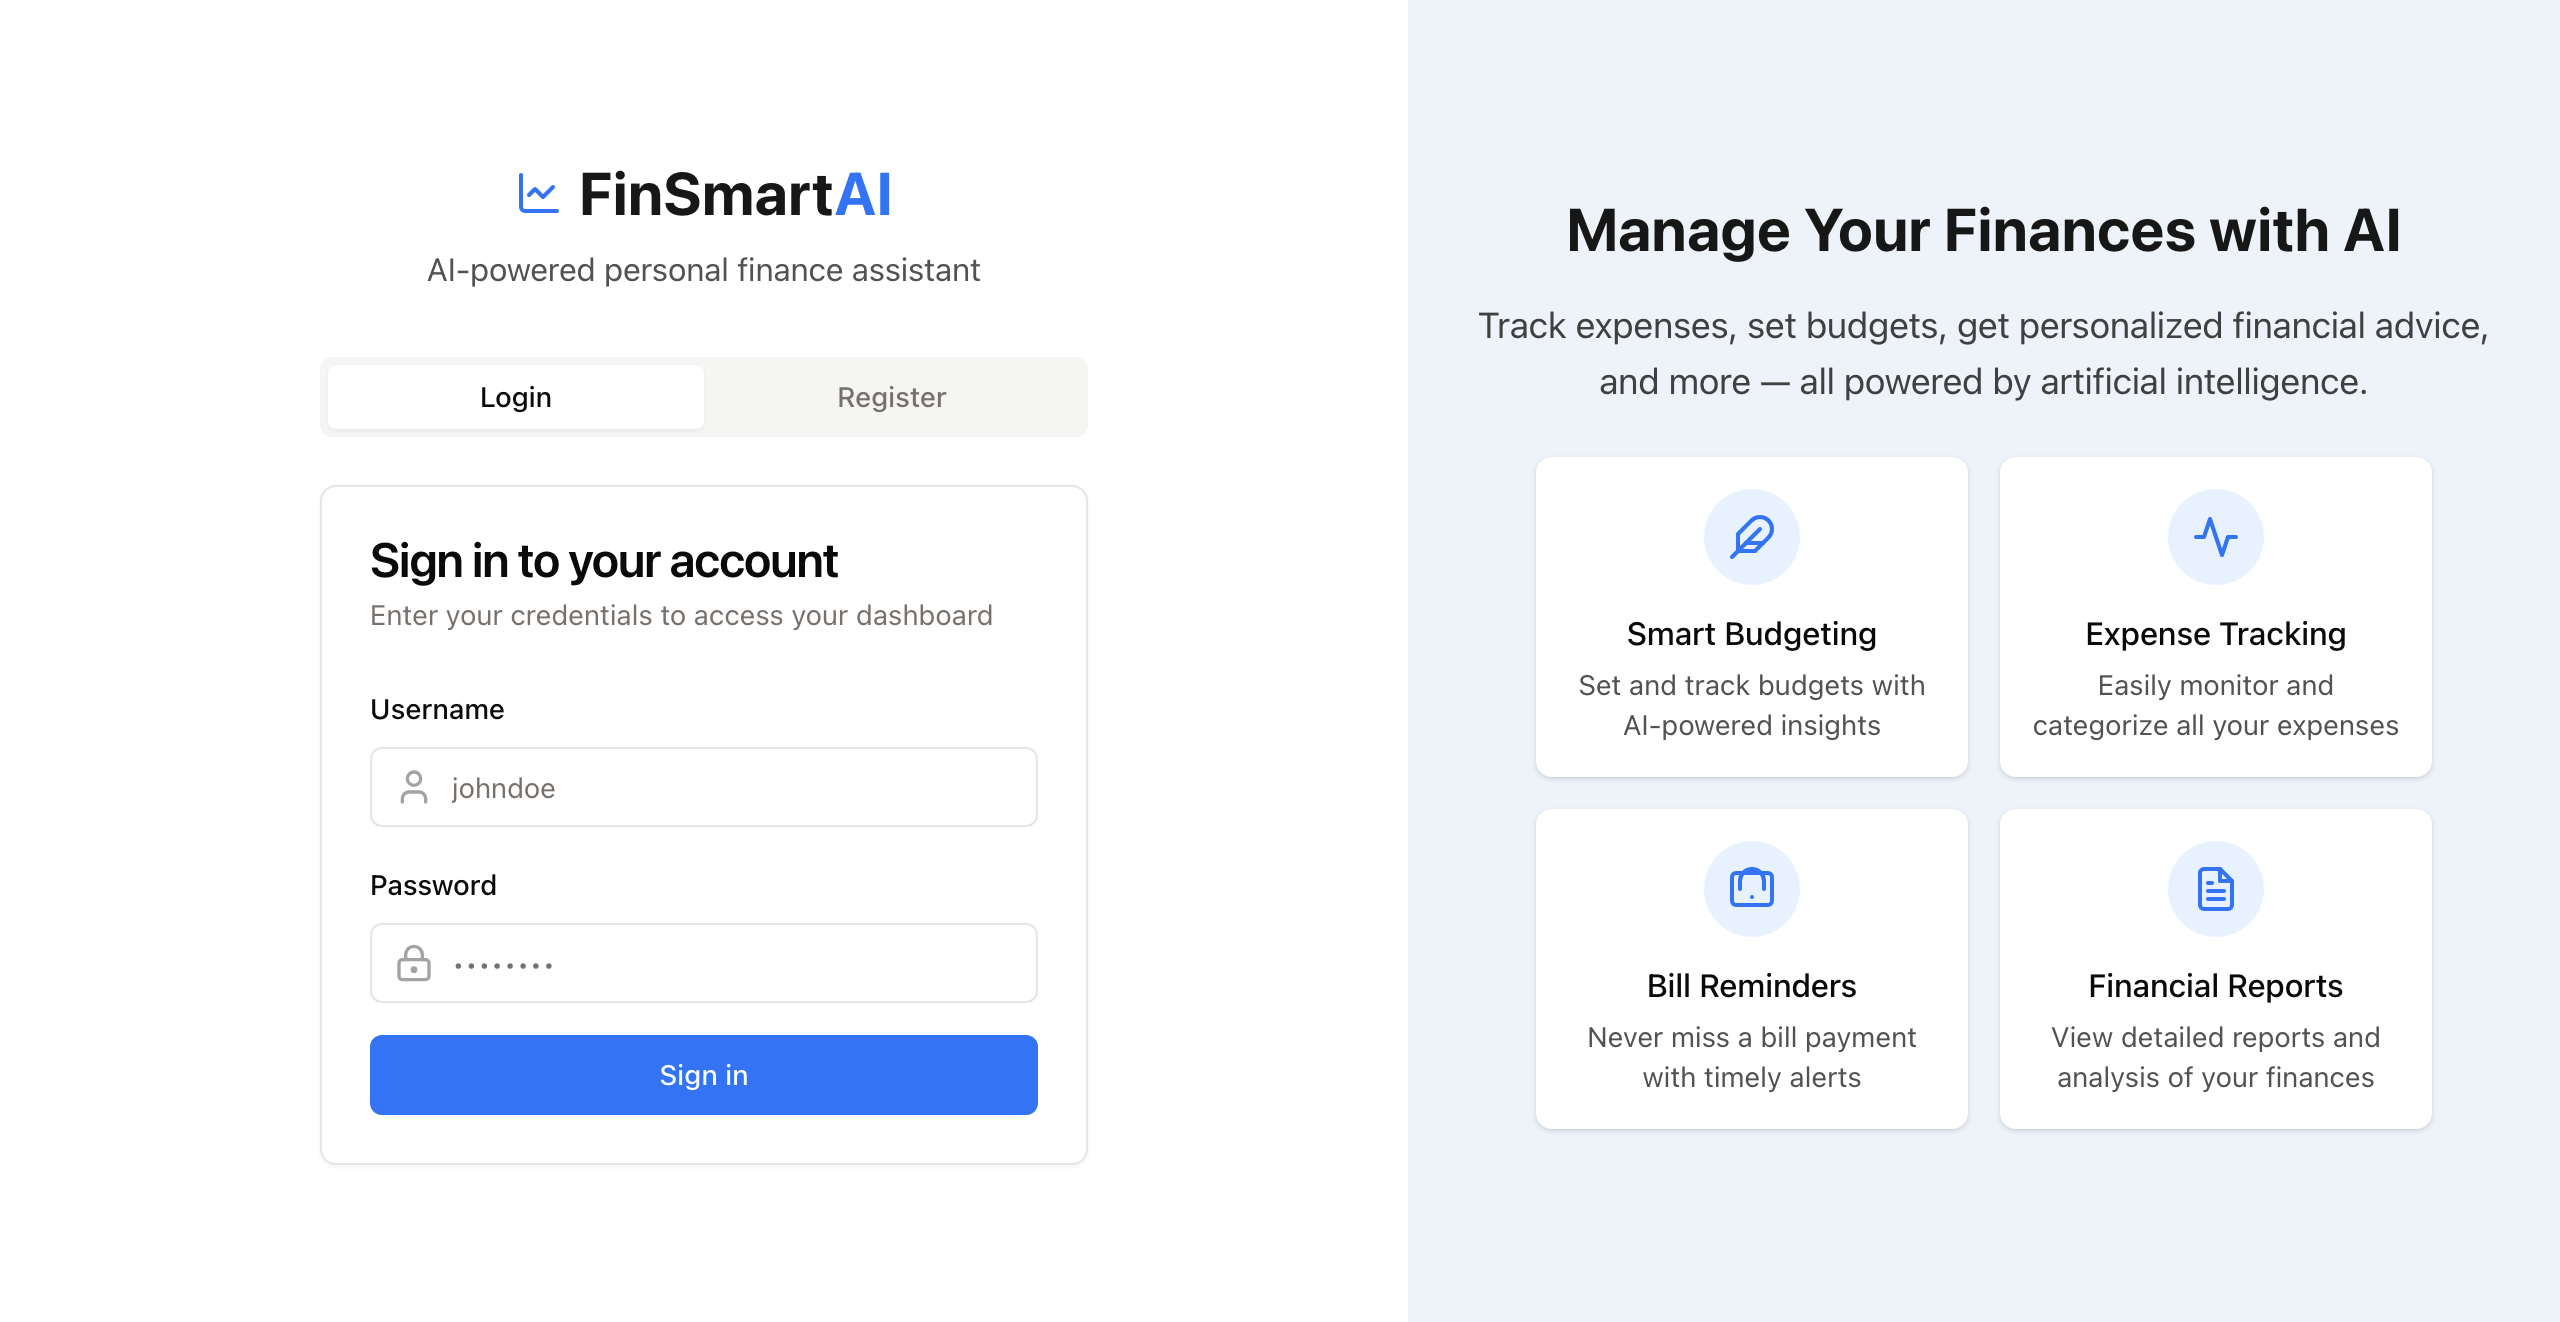 FinSmartAI
AI-powered personal finance assistant
Login
Register
Sign in to your account
Enter your credentials to access your dashboard
Username
johndoe
Password
••••••••
Sign in
Manage Your Finances with AI
Track expenses, set budgets, get personalized financial advice,
and more — all powered by artificial intelligence.
Smart Budgeting
Set and track budgets with
AI-powered insights
Expense Tracking
Easily monitor and
categorize all your expenses
Bill Reminders
Never miss a bill payment
with timely alerts
Financial Reports
View detailed reports and
analysis of your finances